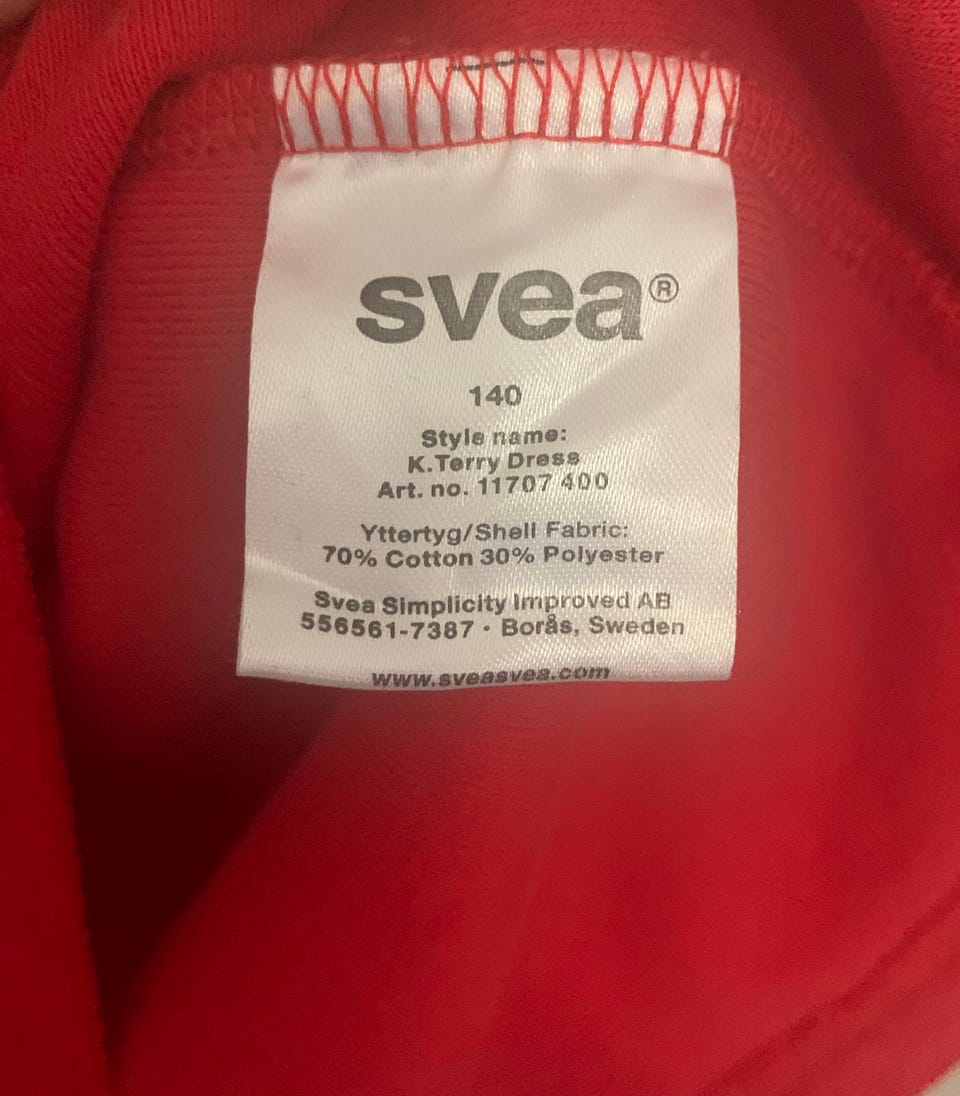 svea®
140
Style name:
K.Terry Dress
Art. no. 11707 400
Yttertyg/Shell Fabric:
70% Cotton 30% Polyester
Svea Simplicity Improved AB
556561-7387 · Borås, Sweden
www.sveasvea.com